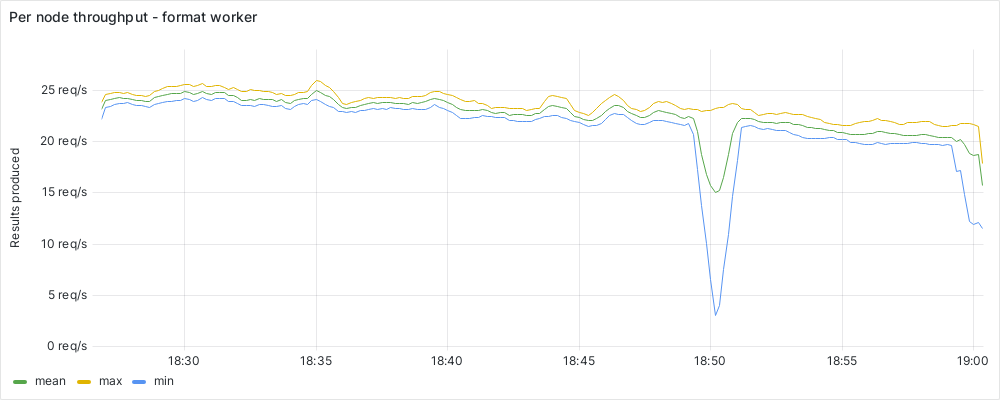 Per node throughput - format worker
Results produced
25 req/s
20 req/s
15 req/s
10 req/s
5 req/s
0 req/s
18:30 18:35 18:40 18:45 18:50 18:55 19:00
mean max min